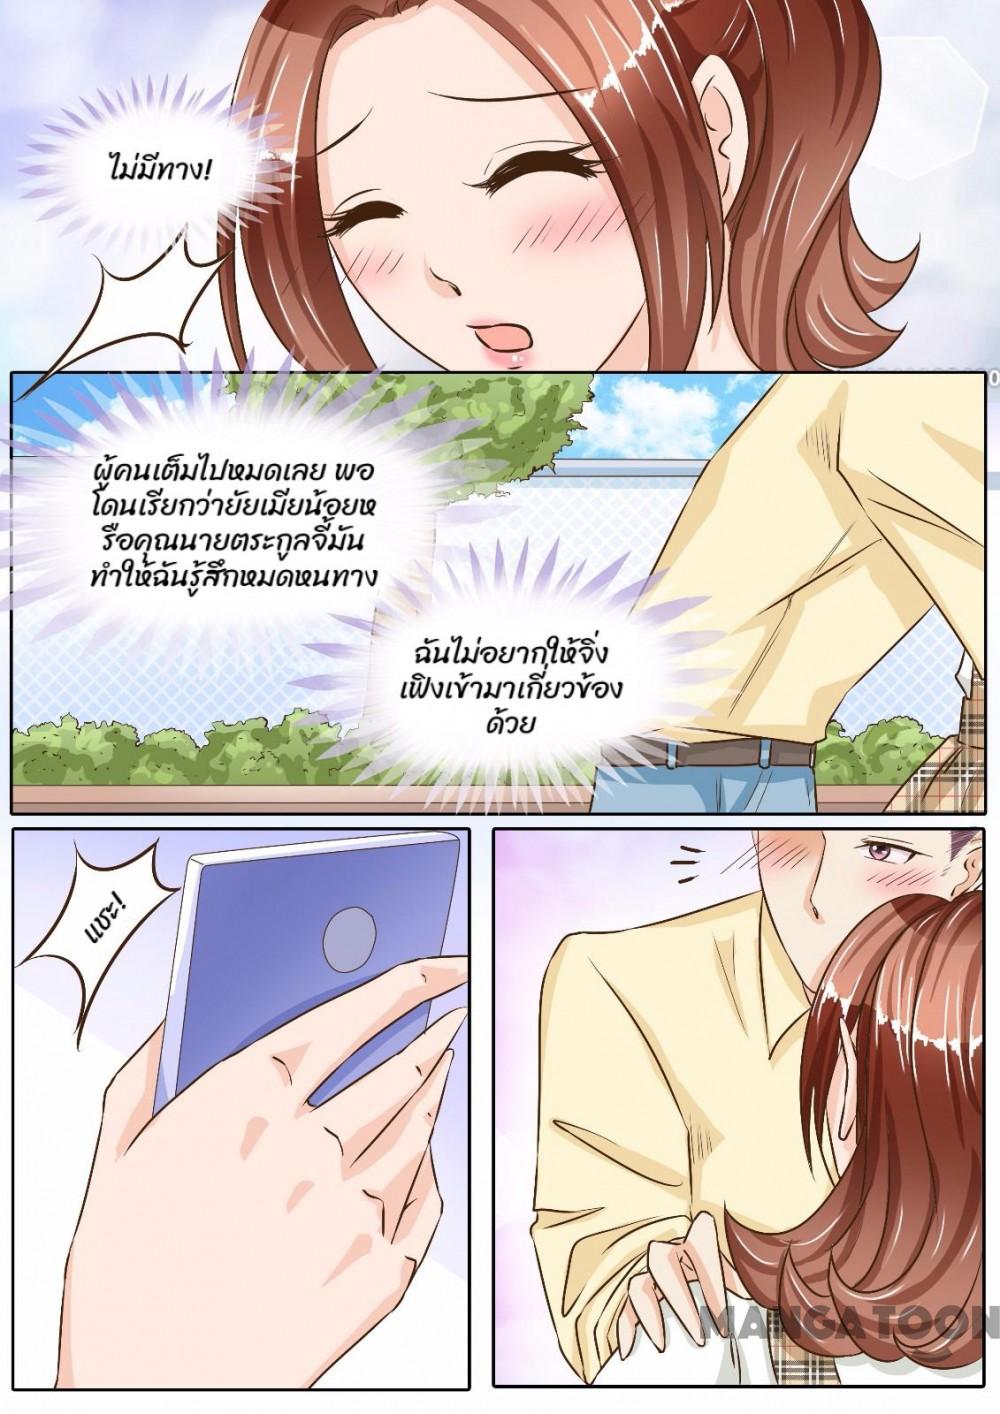 ไม่มีทาง!
ผู้คนเต็มไปหมดเลย พอ
โดนเรียกว่ายัยเมียน้อยห
รือคุณนายตระกูลจี้มัน
ทำให้ฉันรู้สึกหมดหนทาง
ฉันไม่อยากให้จิ่ง
เฟิงเข้ามาเกี่ยวข้อง
ด้วย
แชะ!
MANGATOON